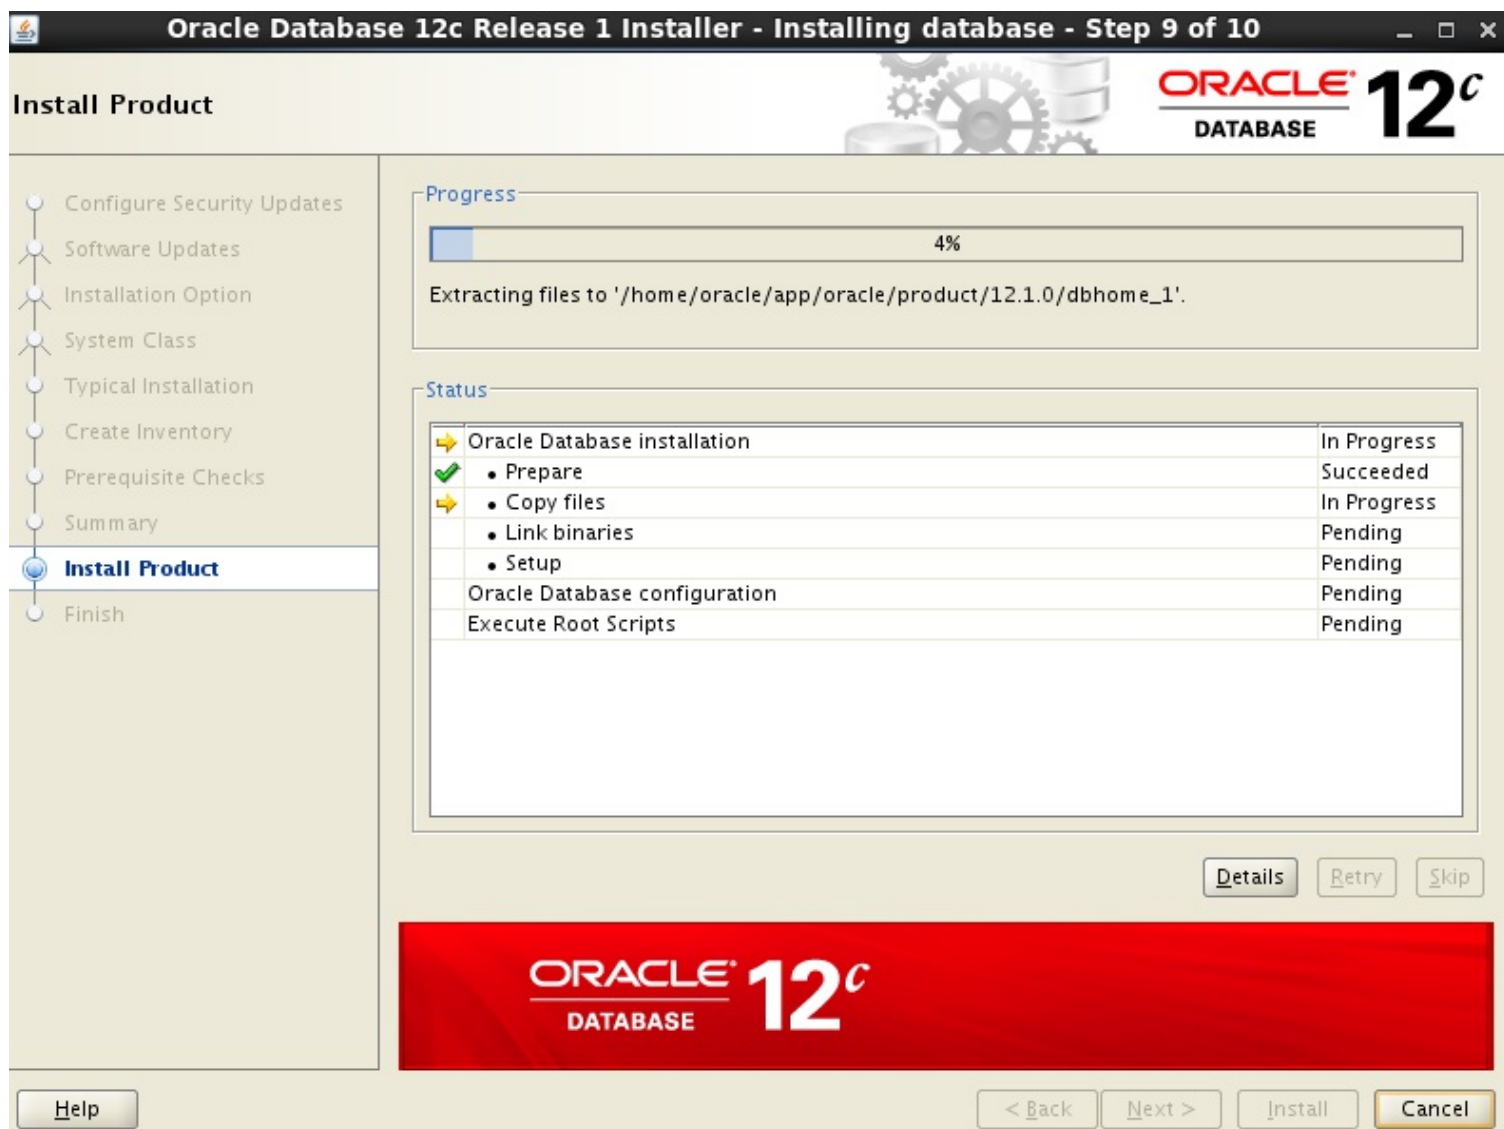 Oracle Database 12c Release 1 Installer - Installing database - Step 9 of 10
Install Product
ORACLE®
DATABASE
12c
Configure Security Updates
Software Updates
Installation Option
System Class
Typical Installation
Create Inventory
Prerequisite Checks
Summary
Install Product
Finish
Progress
4%
Extracting files to '/home/oracle/app/oracle/product/12.1.0/dbhome_1'.
Status
Oracle Database installation In Progress
• Prepare Succeeded
• Copy files In Progress
• Link binaries Pending
• Setup Pending
Oracle Database configuration Pending
Execute Root Scripts Pending
Details Retry Skip
ORACLE®
DATABASE
12c
Help < Back Next > Install Cancel